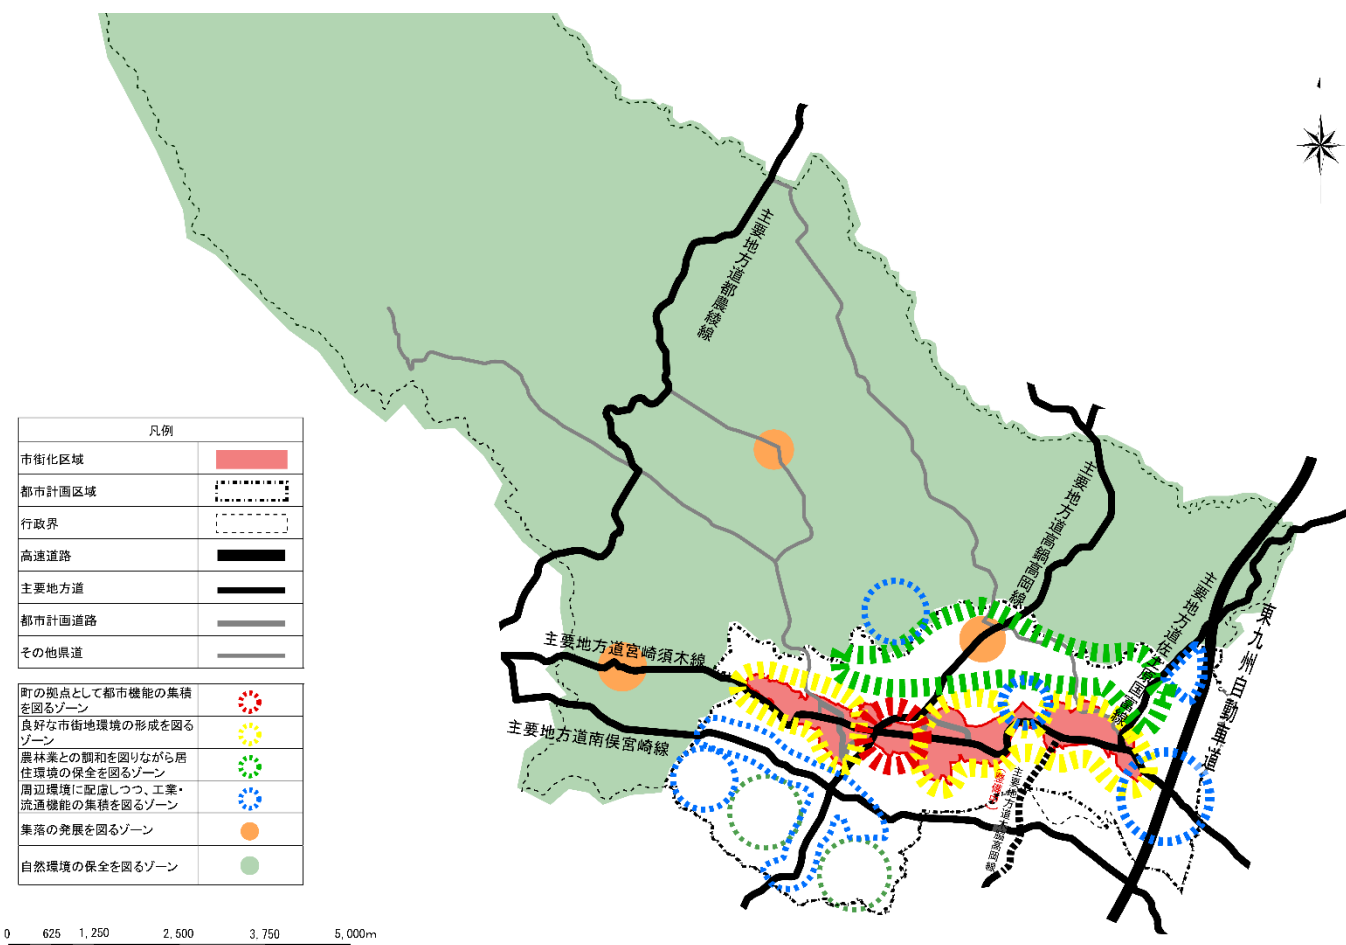 主要地方道都農綾線
主要地方道高鍋高岡線
主要地方道佐土原国富線
東九州自動車道
主要地方道宮崎須木線
主要地方道南俣宮崎線
(整備中)
主要地方道木脇高岡線
凡例
市街化区域
都市計画区域
行政界
高速道路
主要地方道
都市計画道路
その他県道
町の拠点として都市機能の集積
を図るゾーン
良好な市街地環境の形成を図る
ゾーン
農林業との調和を図りながら居
住環境の保全を図るゾーン
周辺環境に配慮しつつ、工業・
流通機能の集積を図るゾーン
集落の発展を図るゾーン
自然環境の保全を図るゾーン
0 625 1,250 2,500 3,750 5,000m